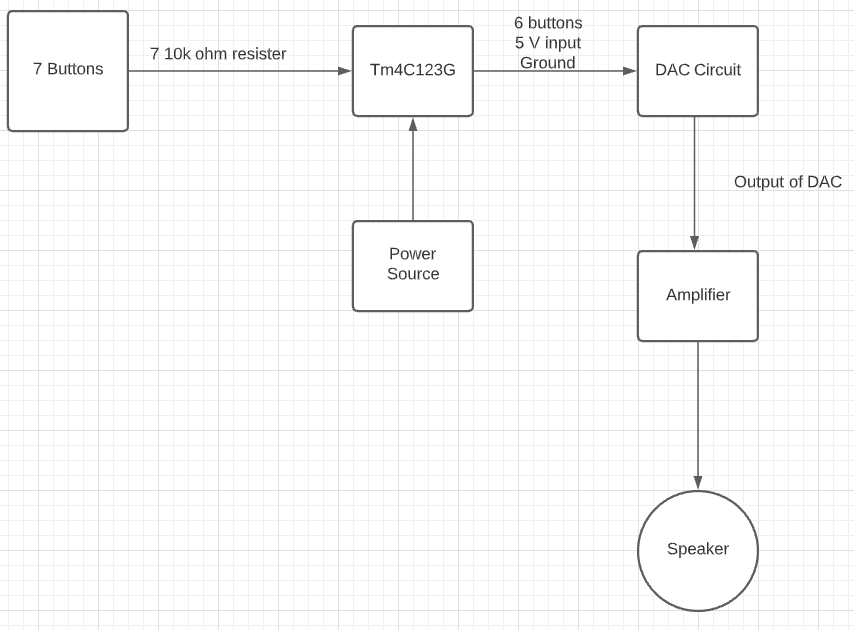 7 Buttons
7 10k ohm resister
Tm4C123G
6 buttons
5 V input
Ground
DAC Circuit
Output of DAC
Power
Source
Amplifier
Speaker